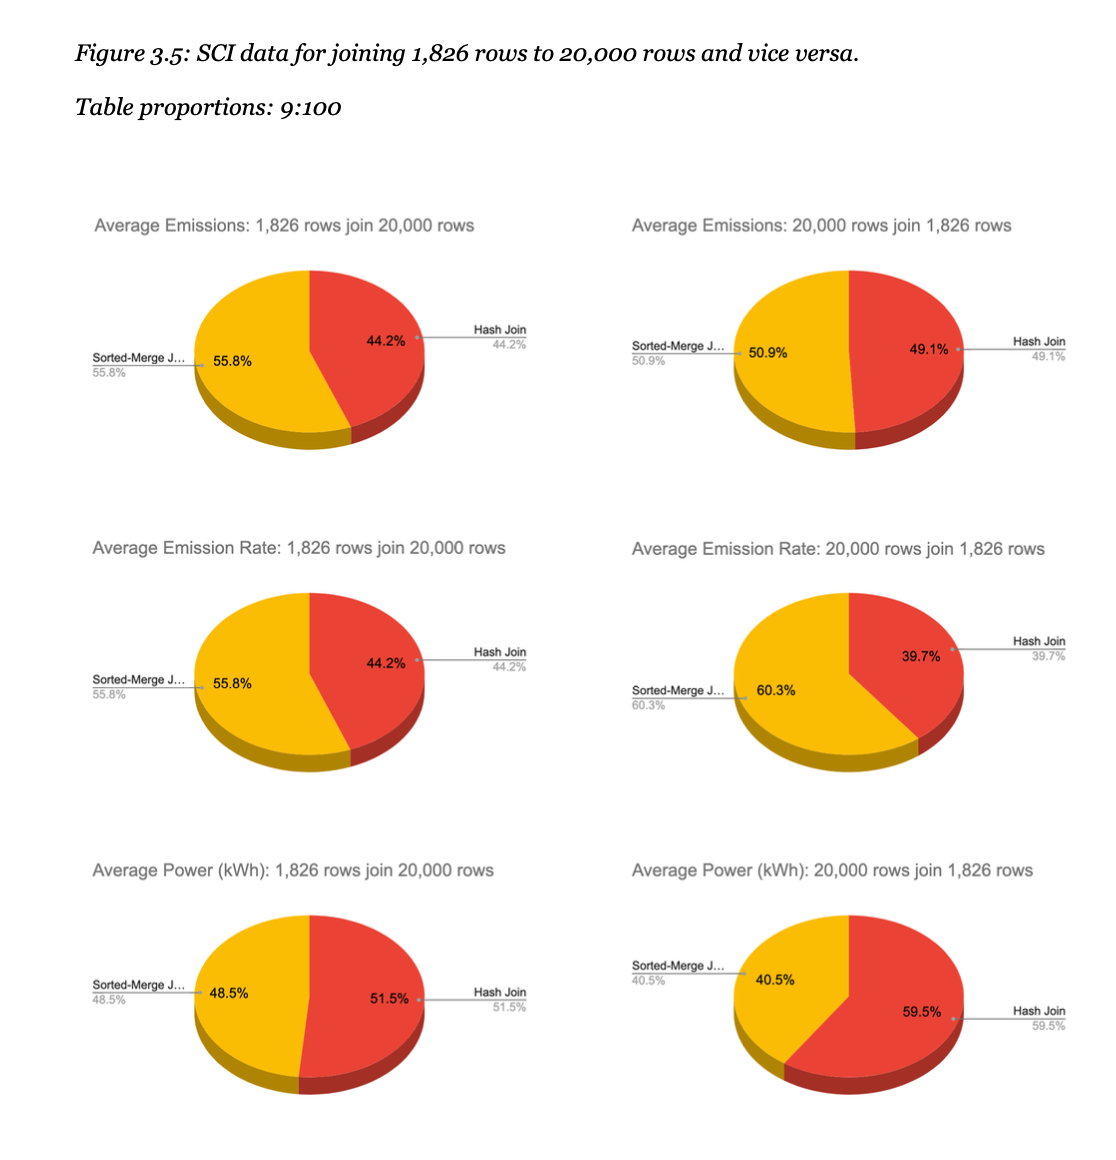 Figure 3.5: SCI data for joining 1,826 rows to 20,000 rows and vice versa.
Table proportions: 9:100
Average Emissions: 1,826 rows join 20,000 rows
Hash Join
44.2%
44.2%
Sorted-Merge J...
55.8%
55.8%
Average Emissions: 20,000 rows join 1,826 rows
Hash Join
49.1%
49.1%
Sorted-Merge J...
50.9%
50.9%
Average Emission Rate: 1,826 rows join 20,000 rows
Hash Join
44.2%
44.2%
Sorted-Merge J...
55.8%
55.8%
Average Emission Rate: 20,000 rows join 1,826 rows
Hash Join
39.7%
39.7%
Sorted-Merge J...
60.3%
60.3%
Average Power (kWh): 1,826 rows join 20,000 rows
Sorted-Merge J...
48.5%
48.5%
Hash Join
51.5%
51.5%
Average Power (kWh): 20,000 rows join 1,826 rows
Sorted-Merge J...
40.5%
40.5%
Hash Join
59.5%
59.5%